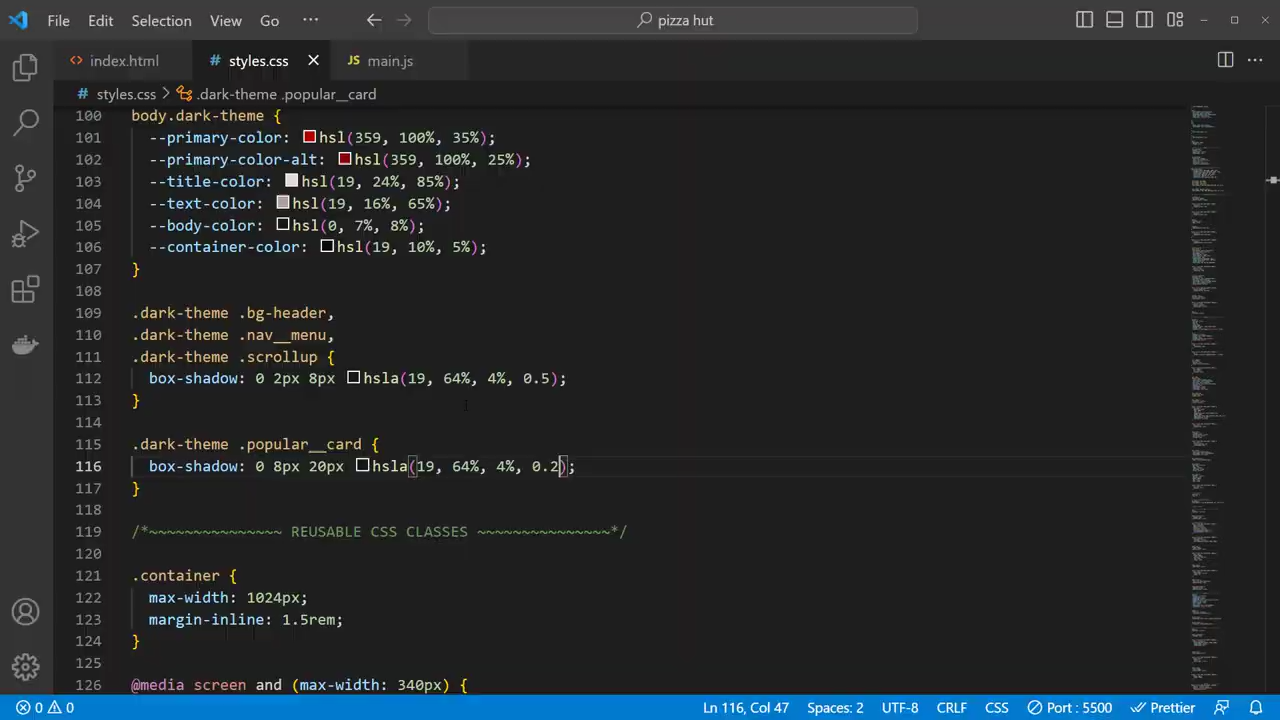 File Edit Selection View Go ··· pizza hut
index.html styles.css JS main.js
styles.css > .dark-theme .popular__card
100 body.dark-theme {
101 --primary-color: hsl(359, 100%, 35%);
102 --primary-color-alt: hsl(359, 100%, 25%);
103 --title-color: hsl(19, 24%, 85%);
104 --text-color: hsl(19, 16%, 65%);
105 --body-color: hsl(0, 7%, 8%);
106 --container-color: hsl(19, 10%, 5%);
107 }
108
109 .dark-theme .bg-header,
110 .dark-theme .nav__menu,
111 .dark-theme .scrollup {
112 box-shadow: 0 2px 8px hsla(19, 64%, 4%, 0.5);
113 }
114
115 .dark-theme .popular__card {
116 box-shadow: 0 8px 20px hsla(19, 64%, 4%, 0.2);
117 }
118
119 /*~~~~~~~~~~~~~~~ REUSABLE CSS CLASSES ~~~~~~~~~~~~~~~*/
120
121 .container {
122 max-width: 1024px;
123 margin-inline: 1.5rem;
124 }
125
126 @media screen and (max-width: 340px) {
0 0 Ln 116, Col 47 Spaces: 2 UTF-8 CRLF CSS Port : 5500 Prettier